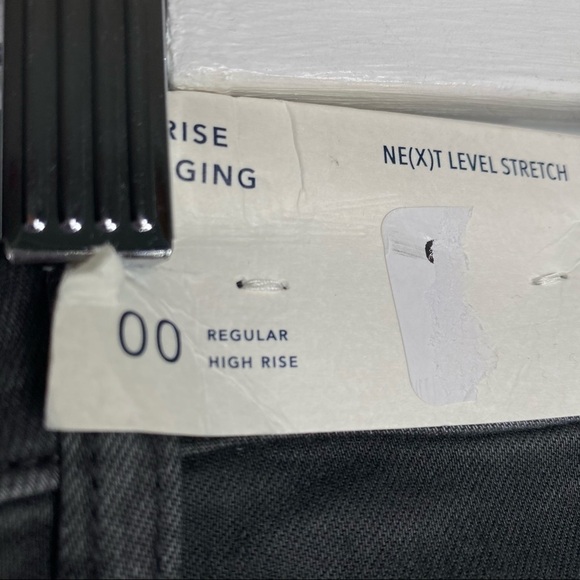 RISE
GING
NE(X)T LEVEL STRETCH
00
REGULAR
HIGH RISE